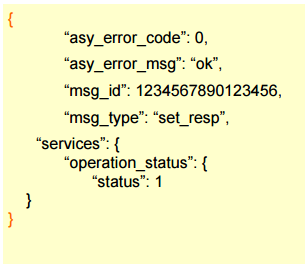 {
“asy_error_code”: 0,
“asy_error_msg”: “ok”,
“msg_id”: 1234567890123456,
“msg_type”: “set_resp”,
“services”: {
“operation_status”: {
“status”: 1
}
}